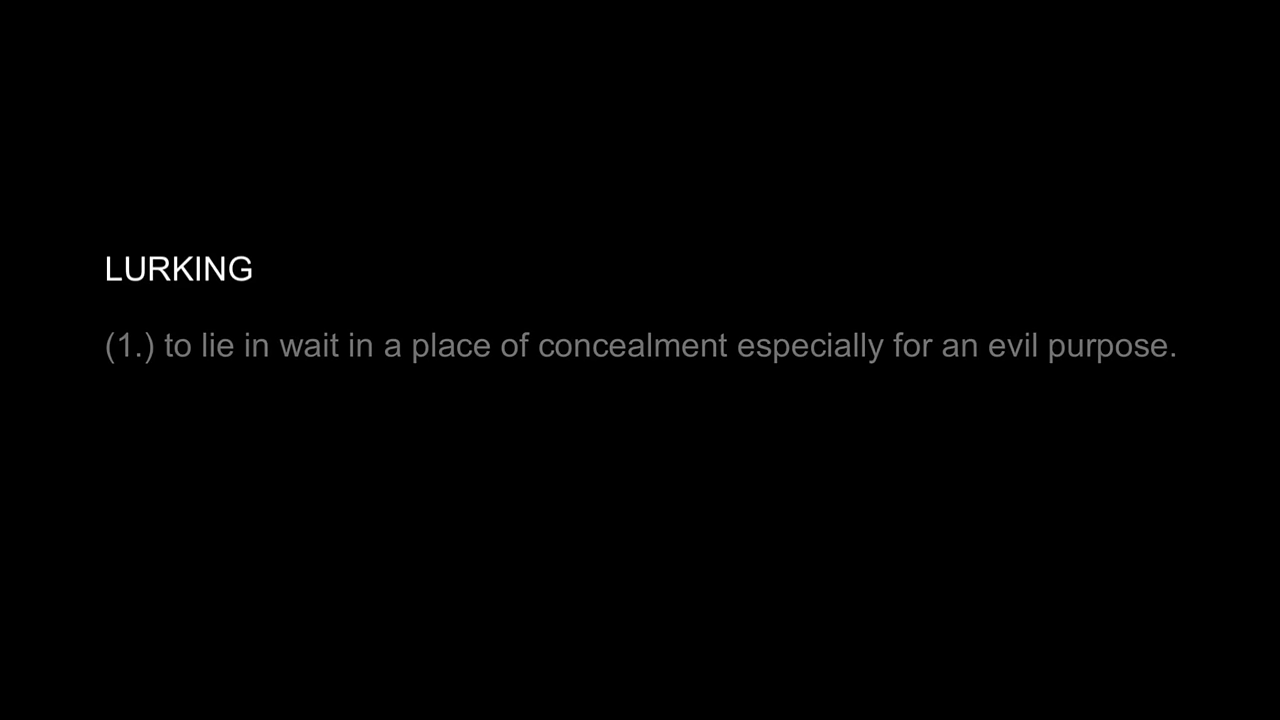 LURKING
(1.) to lie in wait in a place of concealment especially for an evil purpose.